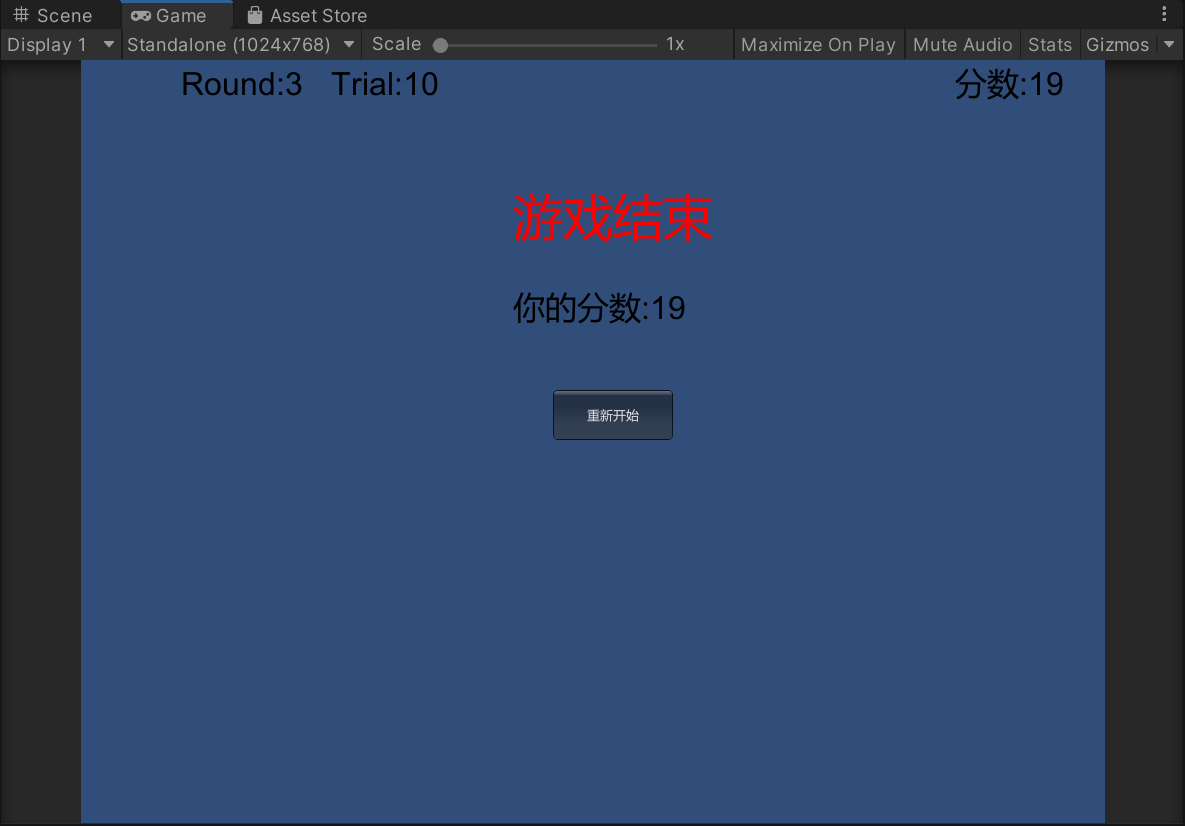 Scene Game Asset Store
Display 1 Standalone (1024x768) Scale 1x Maximize On Play Mute Audio Stats Gizmos
Round:3 Trial:10 分数:19
游戏结束
你的分数:19
重新开始